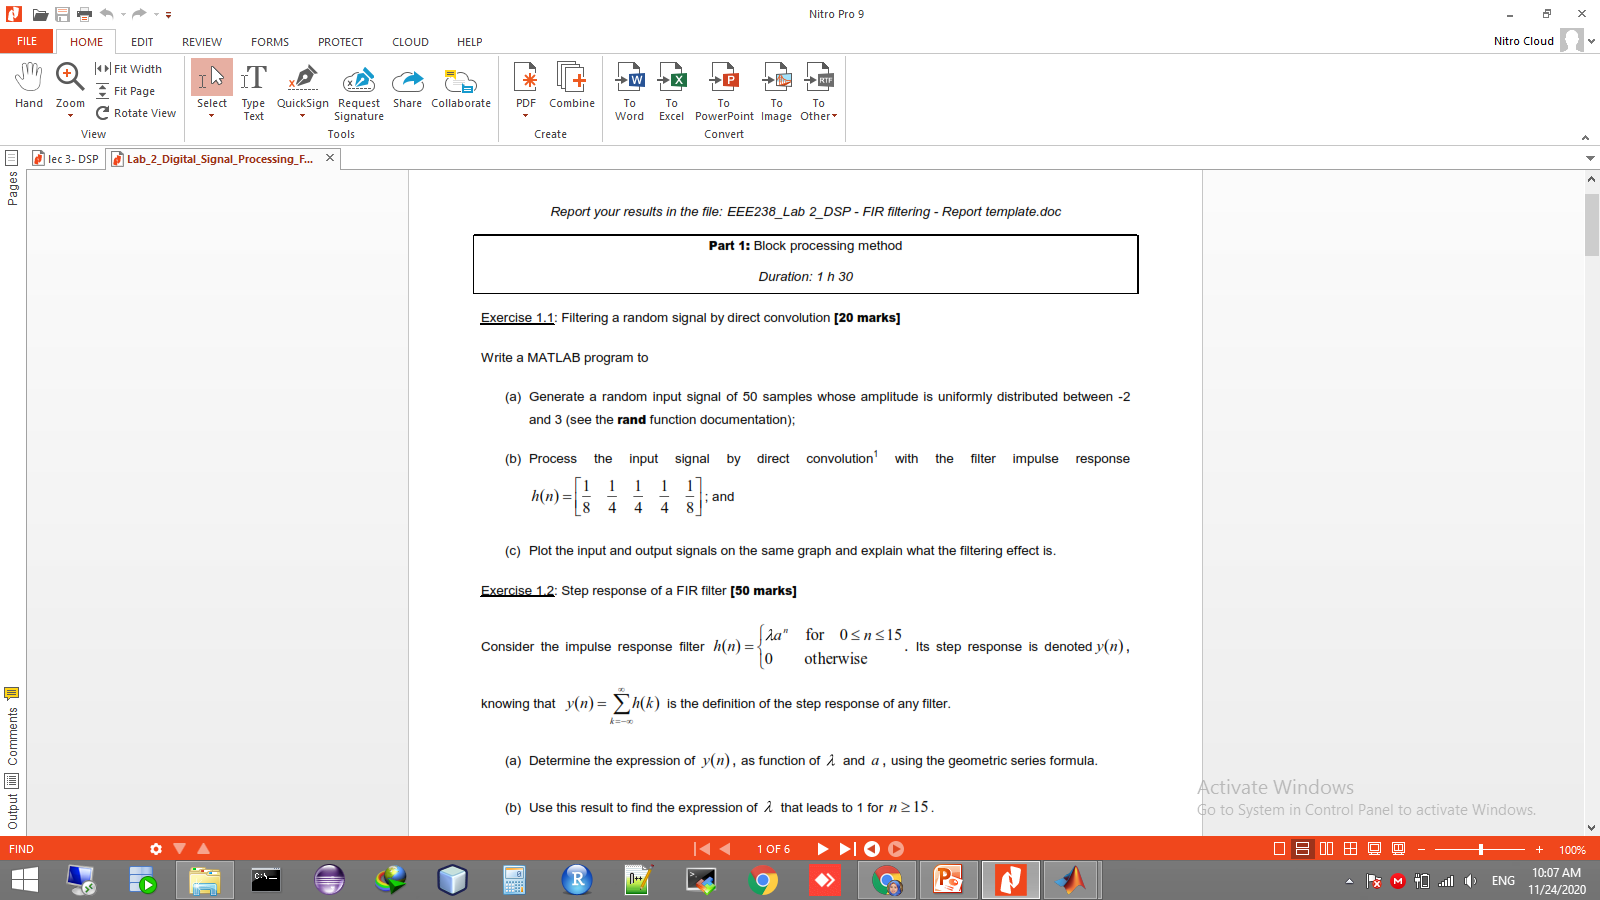 Nitro Pro 9
FILE HOME EDIT REVIEW FORMS PROTECT CLOUD HELP
Nitro Cloud
Hand
Zoom
Fit Width
Fit Page
Rotate View
View
Select
Type Text
QuickSign
Request Signature
Share
Collaborate
Tools
PDF
Combine
Create
To Word
To Excel
To PowerPoint
To Image
To Other
Convert
lec 3- DSP
Lab_2_Digital_Signal_Processing_F...
Pages
Comments
Output
Report your results in the file: EEE238_Lab 2_DSP - FIR filtering - Report template.doc
Part 1: Block processing method
Duration: 1 h 30
Exercise 1.1: Filtering a random signal by direct convolution [20 marks]
Write a MATLAB program to
(a) Generate a random input signal of 50 samples whose amplitude is uniformly distributed between -2
and 3 (see the rand function documentation);
(b) Process the input signal by direct convolution¹ with the filter impulse response
h(n) = [1/8 1/4 1/4 1/4 1/8]; and
(c) Plot the input and output signals on the same graph and explain what the filtering effect is.
Exercise 1.2: Step response of a FIR filter [50 marks]
Consider the impulse response filter h(n) = { λaⁿ for 0 ≤ n ≤ 15
0 otherwise . Its step response is denoted y(n),
knowing that y(n) = ∑ k=-∞ ∞ h(k) is the definition of the step response of any filter.
(a) Determine the expression of y(n), as function of λ and a, using the geometric series formula.
(b) Use this result to find the expression of λ that leads to 1 for n ≥ 15.
Activate Windows
Go to System in Control Panel to activate Windows.
FIND
1 OF 6
100%
ENG
10:07 AM
11/24/2020